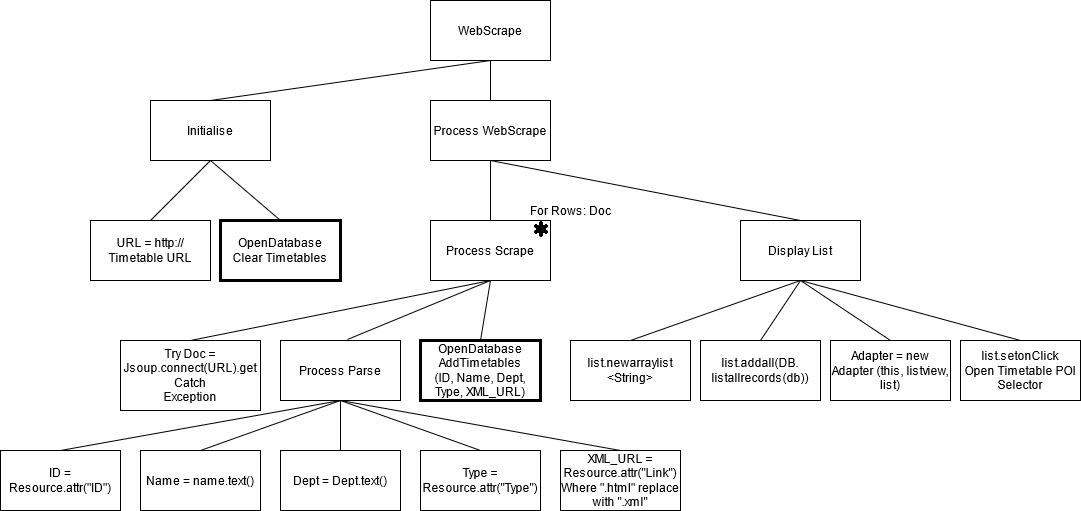 WebScrape
Initialise
Process WebScrape
URL = http://
Timetable URL
OpenDatabase
Clear Timetables
For Rows: Doc
Process Scrape
Display List
Try Doc =
Jsoup.connect(URL).get
Catch
Exception
Process Parse
OpenDatabase
AddTimetables
(ID, Name, Dept,
Type, XML_URL)
list.newarraylist
<String>
list.addall(DB.
listallrecords(db))
Adapter = new
Adapter (this, listview,
list)
list.setonClick
Open Timetable POI
Selector
ID =
Resource.attr("ID")
Name = name.text()
Dept = Dept.text()
Type =
Resource.attr("Type")
XML_URL =
Resource.attr("Link")
Where ".html" replace
with ".xml"